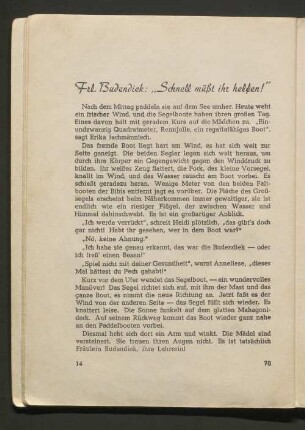 Frl. Budendiek: „Schnell müßt ihr helfen!"
Nach dem Mittag paddeln sie auf dem See umher. Heute weht
ein frischer Wind, und die Segelboote haben ihren großen Tag.
Eines davon hält mit geradem Kurs auf die Mädchen zu. „Ein-
undzwanzig Quadratmeter, Rennjolle, ein regattafähiges Boot",
sagt Erika fachmännisch.
Das fremde Boot liegt hart am Wind, es hat sich weit zur
Seite geneigt. Die beiden Segler legen sich weit heraus, um
durch ihre Körper ein Gegengewicht gegen den Winddruck zu
bilden. Ihr weißes Zeug flattert, die Fock, das kleine Vorsegel,
knallt im Wind, und das Wasser rauscht am Boot vorbei. Es
schießt geradezu heran. Wenige Meter von den beiden Falt-
booten der Bibis entfernt jagt es vorüber. Die Fläche des Groß-
segels erscheint beim Näherkommen immer gewaltiger, sie ist
endlich wie ein riesiger Flügel, der zwischen Wasser und
Himmel dahinschwebt. Es ist ein großartiger Anblick.
„Ich werde verrückt", schreit Heidi plötzlich, „das gibt's doch
gar nicht! Habt ihr gesehen, wer in dem Boot war?"
„Nö, keine Ahnung."
„Ich habe sie genau erkannt, das war die Budendiek — oder
ich freß' einen Besen!"
„Spiel nicht mit deiner Gesundheit", warnt Anneliese, „dieses
Mal hättest du Pech gehabt!"
Kurz vor dem Ufer wendet das Segelboot, — ein wundervolles
Manöver! Das Segel richtet sich auf, mit ihm der Mast und das
ganze Boot, es nimmt die neue Richtung an. Jetzt faßt es der
Wind von der anderen Seite — das Segel füllt sich wieder. Es
knattert leise. Die Sonne funkelt auf dem glatten Mahagoni-
deck. Auf seinem Rückweg kommt das Boot wieder ganz nahe
an den Paddelbooten vorbei.
Diesmal hebt sich dort ein Arm und winkt. Die Mädel sind
versteinert. Sie trauen ihren Augen nicht. Es ist tatsächlich
Fräulein Budendiek, ihre Lehrerin!
14 70